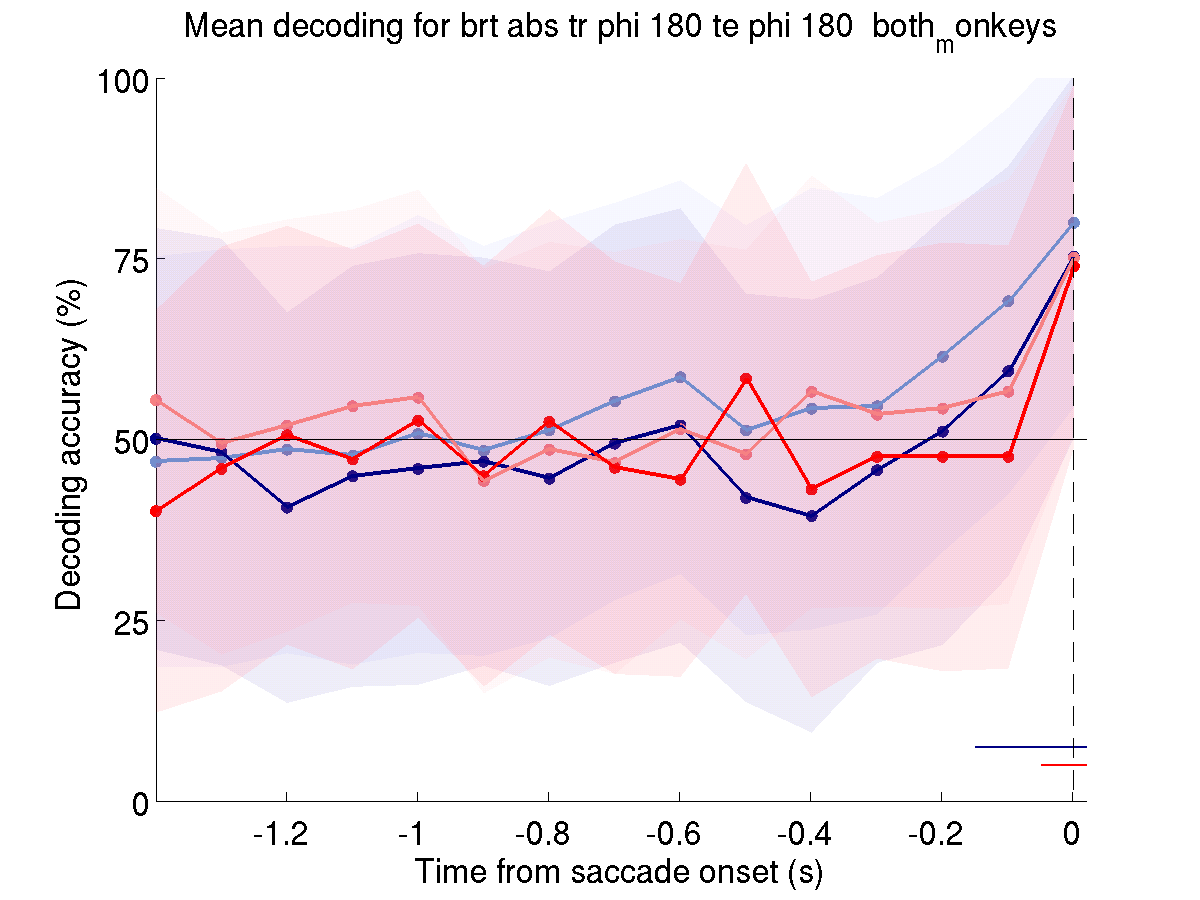 Mean decoding for brt abs tr phi 180 te phi 180 both_monkeys
100
75
50
25
0
Decoding accuracy (%)
-1.2 -1 -0.8 -0.6 -0.4 -0.2 0
Time from saccade onset (s)